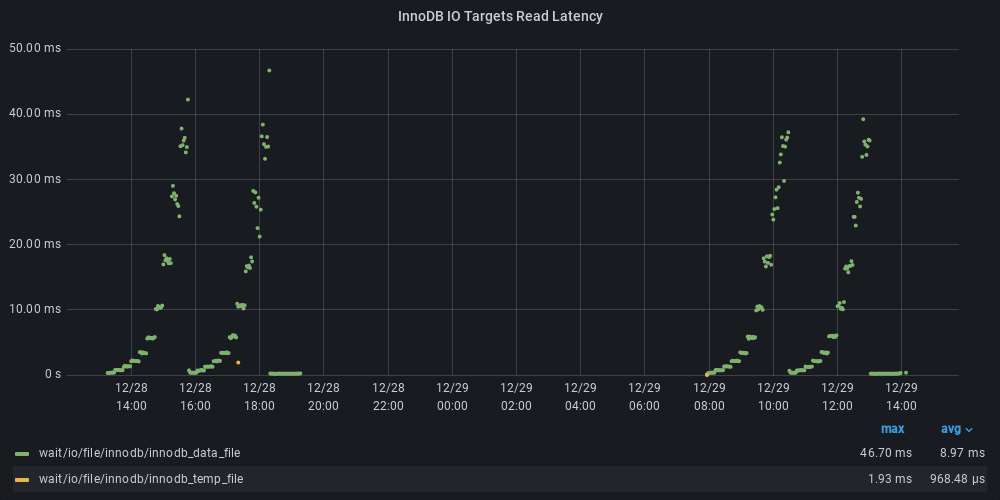 InnoDB IO Targets Read Latency
50.00 ms
40.00 ms
30.00 ms
20.00 ms
10.00 ms
0 s
12/28 12/28 12/28 12/28 12/28 12/29 12/29 12/29 12/29 12/29 12/29 12/29 12/29
14:00 16:00 18:00 20:00 22:00 00:00 02:00 04:00 06:00 08:00 10:00 12:00 14:00
max avg
wait/io/file/innodb/innodb_data_file 46.70 ms 8.97 ms
wait/io/file/innodb/innodb_temp_file 1.93 ms 968.48 µs